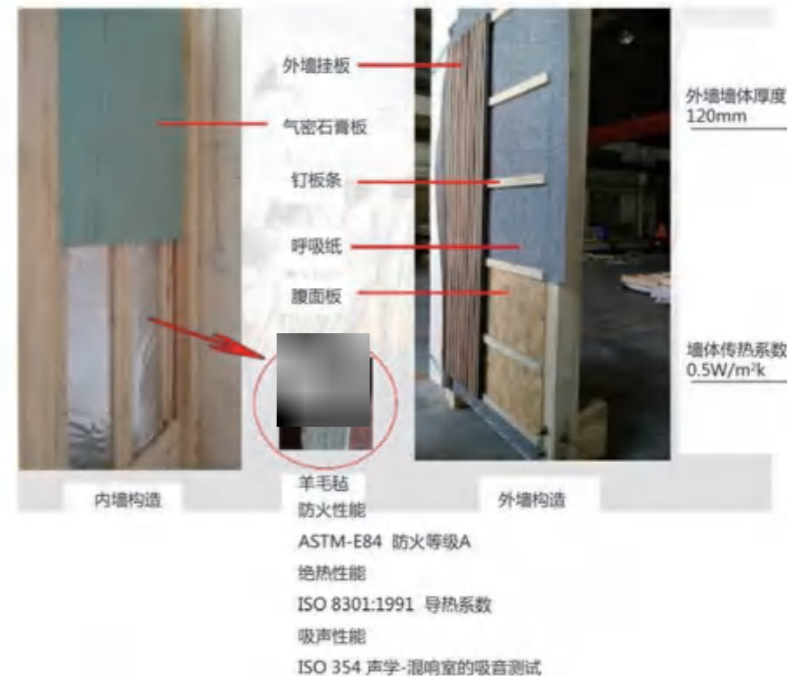 外墙挂板
外墙墙体厚度
120mm
气密石膏板
钉板条
呼吸纸
腹面板
墙体传热系数
0.5W/m²k
内墙构造
羊毛毡
外墙构造
防火性能
ASTM-E84 防火等级A
绝热性能
ISO 8301:1991 导热系数
吸声性能
ISO 354 声学-混响室的吸音测试